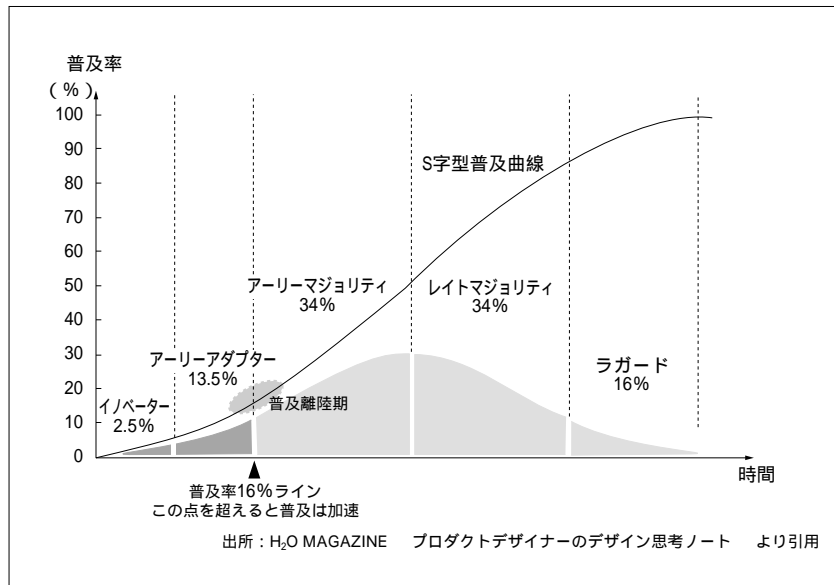 普及率
(%)
100
90
80
70
60
50
40
30
20
10
0
S字型普及曲線
アーリーマジョリティ
34%
レイトマジョリティ
34%
アーリーアダプター
13.5%
ラガード
16%
イノベーター
2.5%
普及離陸期
時間
普及率16%ライン
この点を超えると普及は加速
出所:H₂O MAGAZINE プロダクトデザイナーのデザイン思考ノート より引用